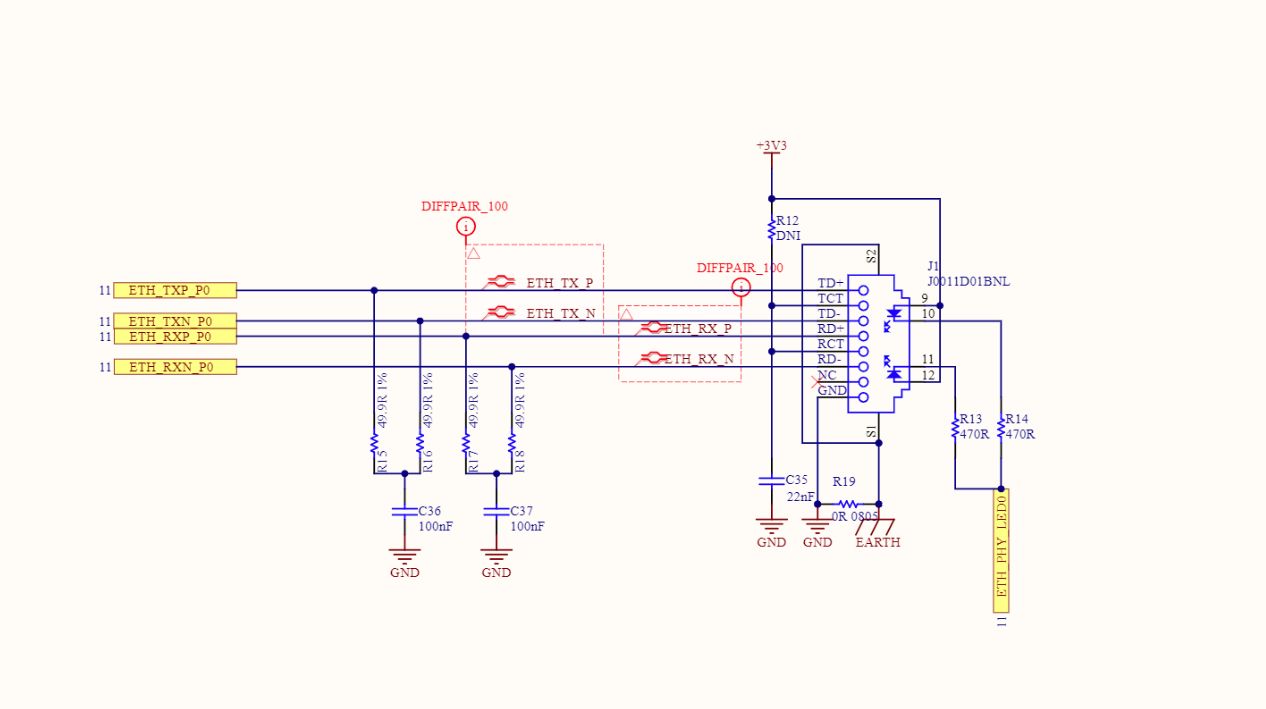 +3V3
DIFFPAIR_100
R12
DNI
S2
DIFFPAIR_100
J1
J0011D01BNL
11 ETH_TXP_P0
ETH_TX_P
TD+
TCT
9
11 ETH_TXN_P0
ETH_TX_N
TD-
10
11 ETH_RXP_P0
ETH_RX_P
RD+
RCT
11 ETH_RXN_P0
ETH_RX_N
RD-
11
NC
12
GND
49.9R 1%
49.9R 1%
49.9R 1%
49.9R 1%
S1
R13
470R
R14
470R
R15
R16
R17
R18
C35
22nF
R19
0R 0805
C36
100nF
C37
100nF
GND
GND
EARTH
GND
GND
ETH_PHY_LED0
11